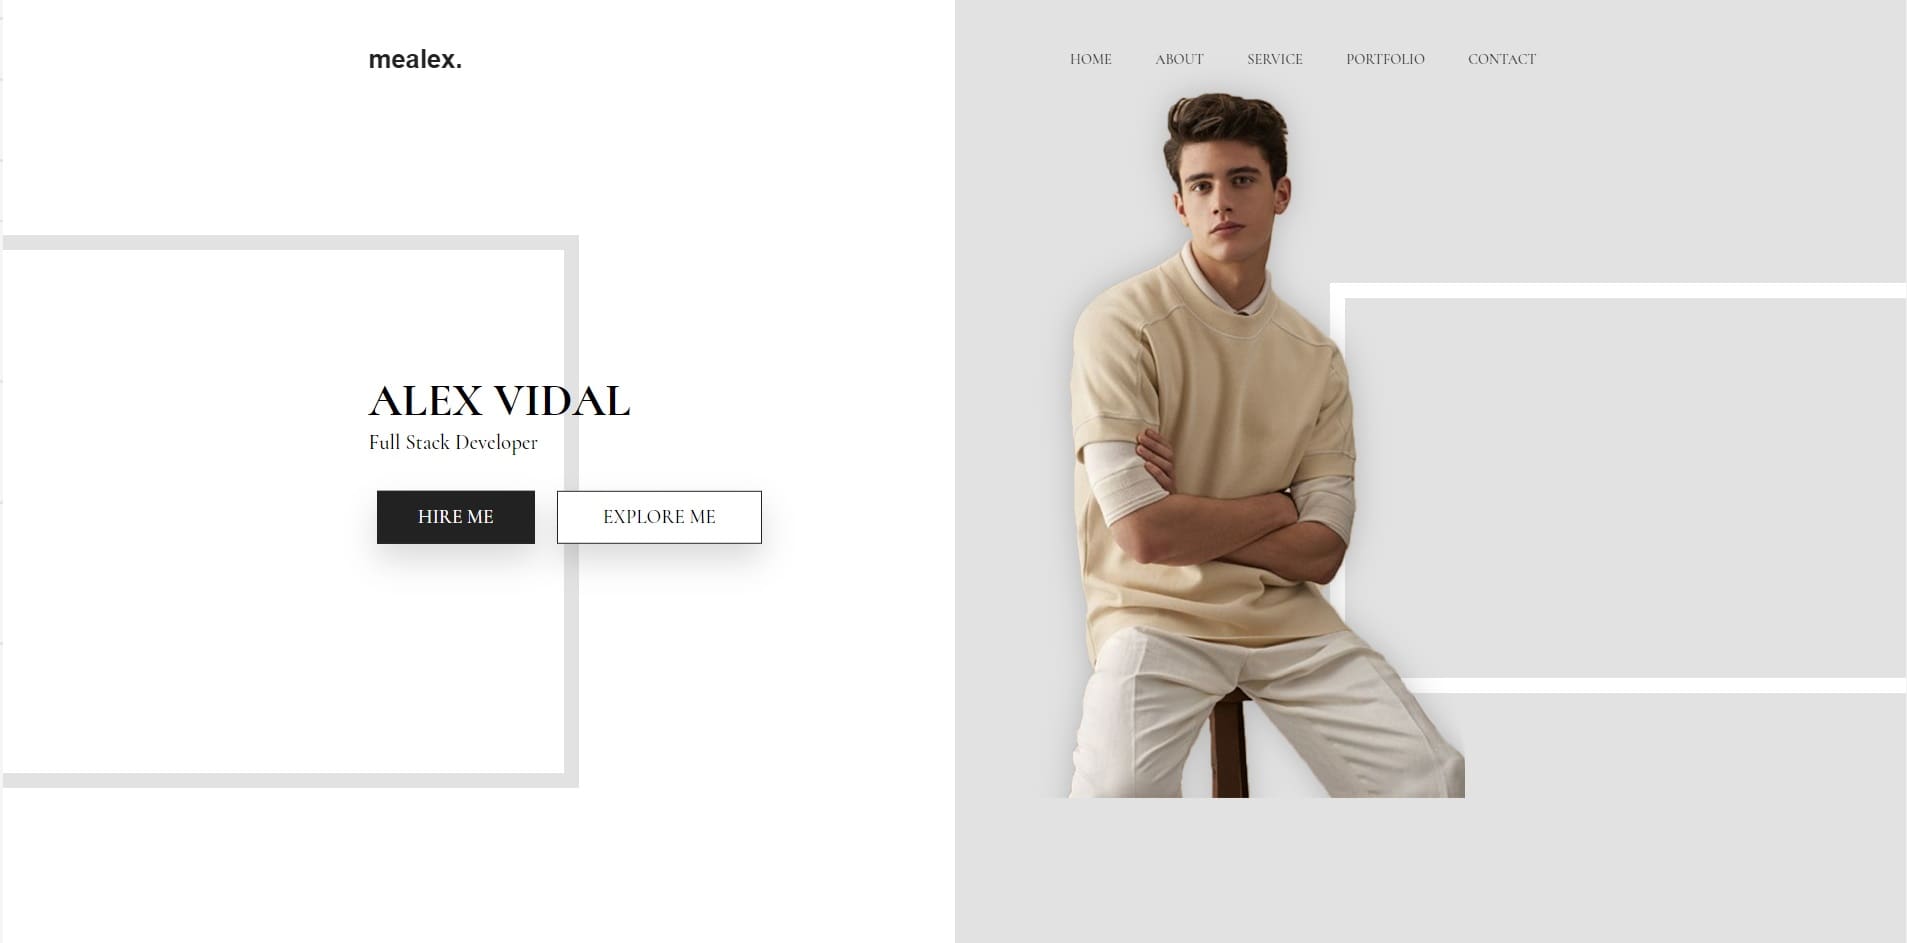 mealex.
HOME ABOUT SERVICE PORTFOLIO CONTACT
ALEX VIDAL
Full Stack Developer
HIRE ME EXPLORE ME